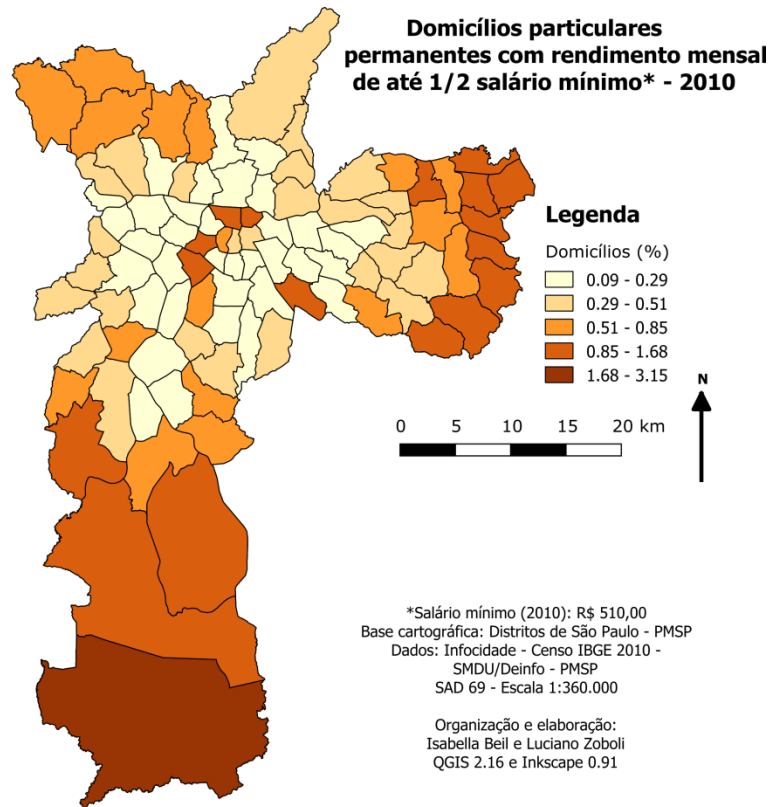 Domicílios particulares
permanentes com rendimento mensal
de até 1/2 salário mínimo* - 2010
Legenda
Domicílios (%)
0.09 - 0.29
0.29 - 0.51
0.51 - 0.85
0.85 - 1.68
1.68 - 3.15
N
0 5 10 15 20 km
*Salário mínimo (2010): R$ 510,00
Base cartográfica: Distritos de São Paulo - PMSP
Dados: Infocidade - Censo IBGE 2010 -
SMDU/Deinfo - PMSP
SAD 69 - Escala 1:360.000
Organização e elaboração:
Isabella Beil e Luciano Zoboli
QGIS 2.16 e Inkscape 0.91